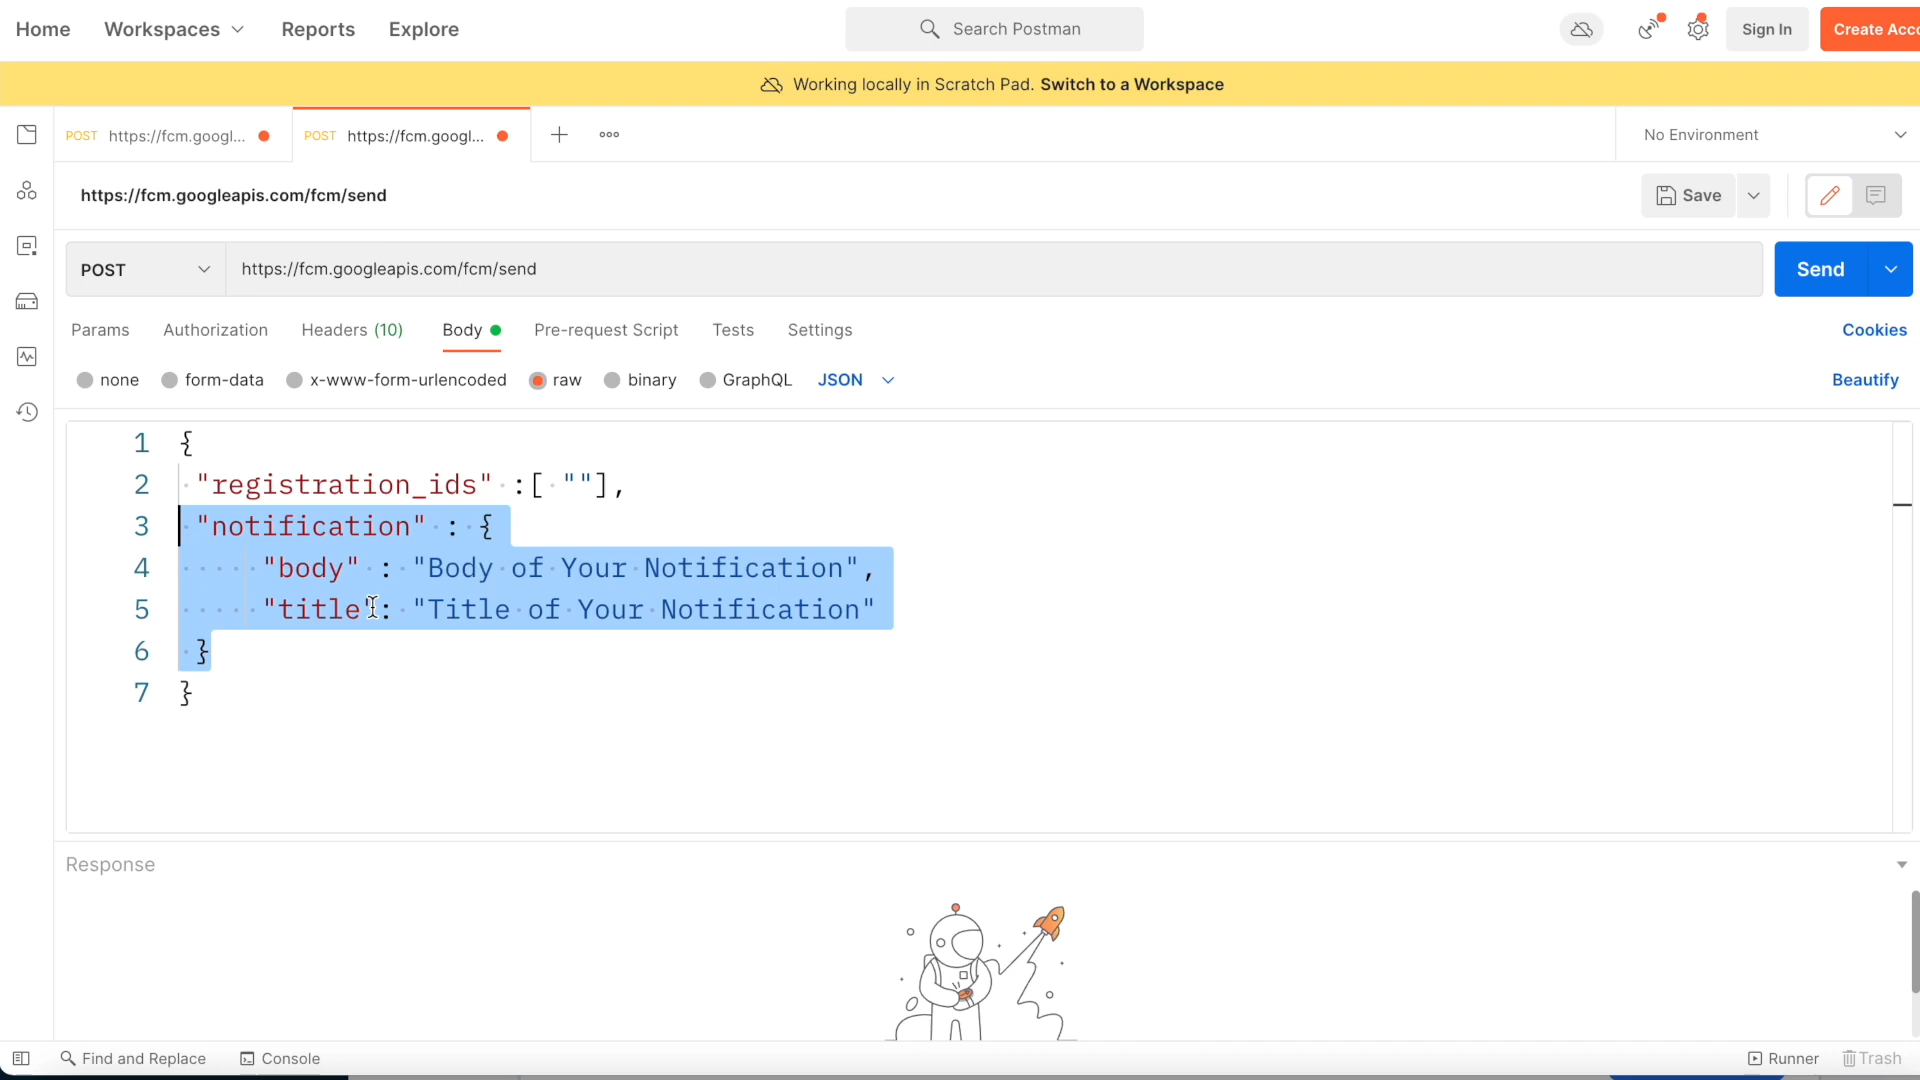 Home Workspaces Reports Explore Search Postman Sign In Create Acco
Working locally in Scratch Pad. Switch to a Workspace
POST https://fcm.googl... POST https://fcm.googl... No Environment
https://fcm.googleapis.com/fcm/send Save
POST https://fcm.googleapis.com/fcm/send Send
Params Authorization Headers (10) Body Pre-request Script Tests Settings Cookies
none form-data x-www-form-urlencoded raw binary GraphQL JSON Beautify
1 {
2 "registration_ids" :[ ""],
3 "notification" : {
4 "body" : "Body of Your Notification",
5 "title": "Title of Your Notification"
6 }
7 }
Response
Find and Replace Console Runner Trash